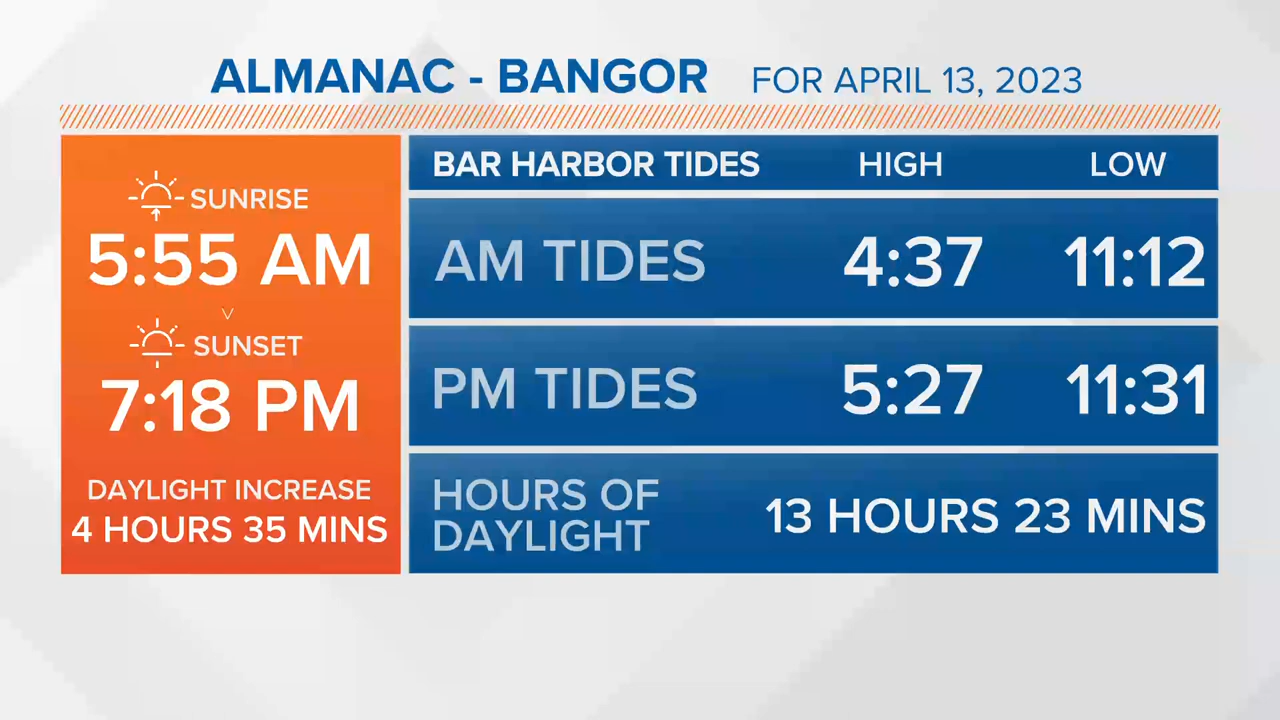 ALMANAC - BANGOR FOR APRIL 13, 2023
SUNRISE
5:55 AM
SUNSET
7:18 PM
DAYLIGHT INCREASE
4 HOURS 35 MINS
BAR HARBOR TIDES HIGH LOW
AM TIDES 4:37 11:12
PM TIDES 5:27 11:31
HOURS OF
DAYLIGHT
13 HOURS 23 MINS